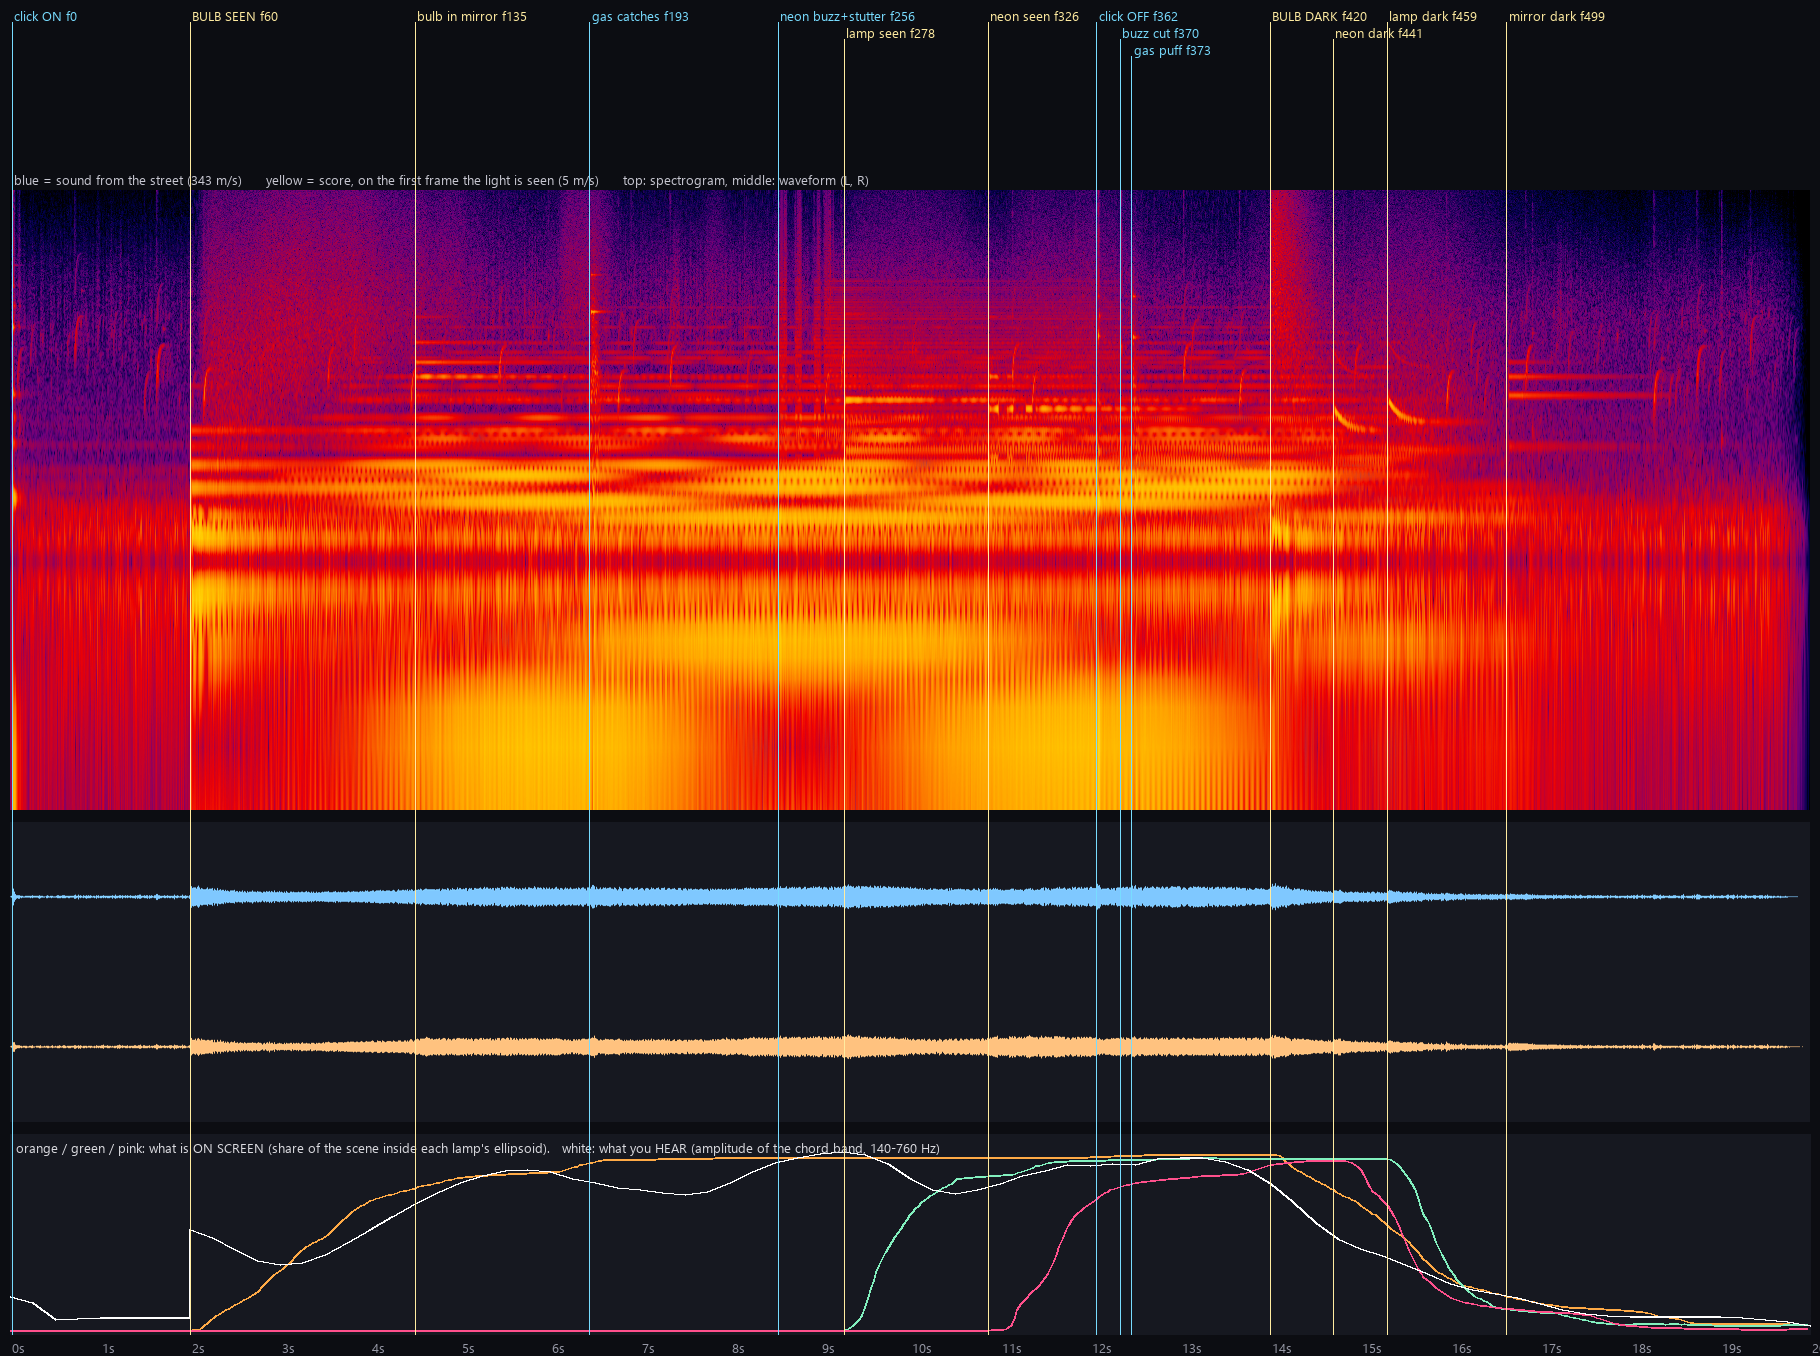 click ON f0
BULB SEEN f60
bulb in mirror f135
gas catches f193
neon buzz+stutter f256
neon seen f326
click OFF f362
BULB DARK f420
lamp dark f459
mirror dark f499
lamp seen f278
buzz cut f370
neon dark f441
gas puff f373
blue = sound from the street (343 m/s) yellow = score, on the first frame the light is seen (5 m/s) top: spectrogram, middle: waveform (L, R)
orange / green / pink: what is ON SCREEN (share of the scene inside each lamp's ellipsoid). white: what you HEAR (amplitude of the chord band, 140-760 Hz)
0s 1s 2s 3s 4s 5s 6s 7s 8s 9s 10s 11s 12s 13s 14s 15s 16s 17s 18s 19s 2